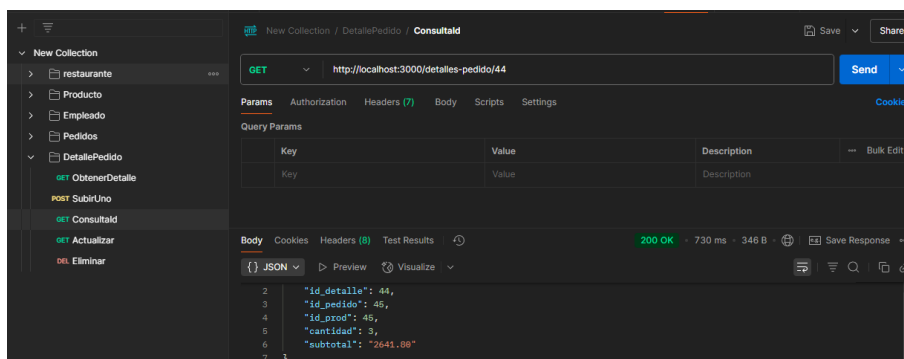 New Collection / DetallePedido / ConsultaId
Save
Share
New Collection
restaurante
Producto
Empleado
Pedidos
DetallePedido
GET ObtenerDetalle
POST SubirUno
GET ConsultaId
GET Actualizar
DEL Eliminar
GET
http://localhost:3000/detalles-pedido/44
Send
Params Authorization Headers (7) Body Scripts Settings
Cookie
Query Params
Key Value Description Bulk Edit
Key Value Description
Body Cookies Headers (8) Test Results
200 OK 730 ms 346 B Save Response
{} JSON Preview Visualize
2 "id_detalle": 44,
3 "id_pedido": 45,
4 "id_prod": 45,
5 "cantidad": 3,
6 "subtotal": "2641.00"
7 }